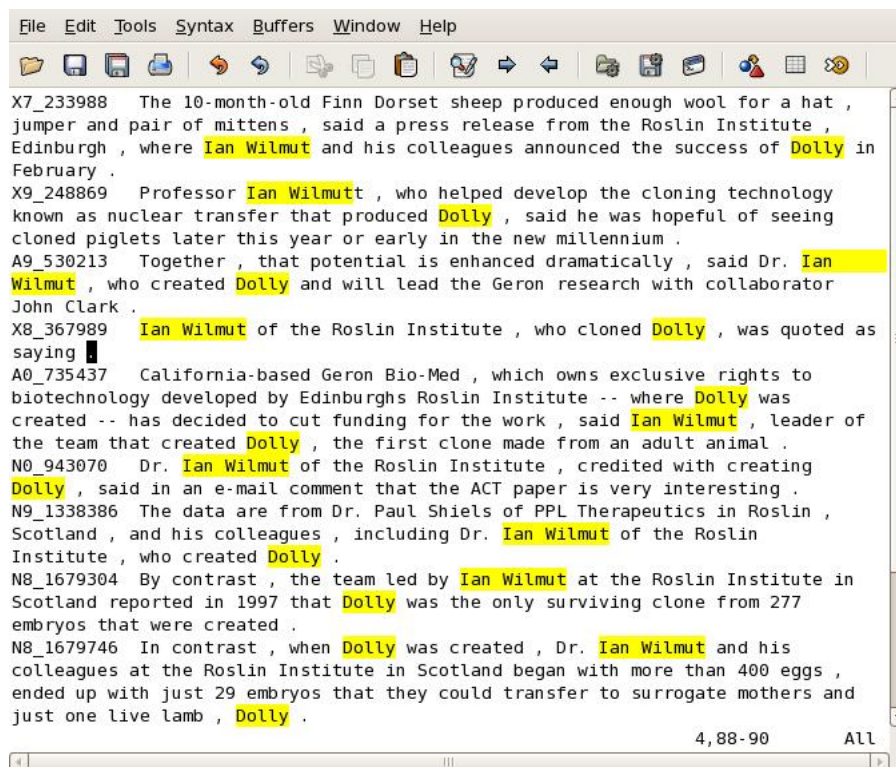 File Edit Tools Syntax Buffers Window Help
X7_233988 The 10-month-old Finn Dorset sheep produced enough wool for a hat ,
jumper and pair of mittens , said a press release from the Roslin Institute ,
Edinburgh , where Ian Wilmut and his colleagues announced the success of Dolly in
February .
X9_248869 Professor Ian Wilmutt , who helped develop the cloning technology
known as nuclear transfer that produced Dolly , said he was hopeful of seeing
cloned piglets later this year or early in the new millennium .
A9_530213 Together , that potential is enhanced dramatically , said Dr. Ian
Wilmut , who created Dolly and will lead the Geron research with collaborator
John Clark .
X8_367989 Ian Wilmut of the Roslin Institute , who cloned Dolly , was quoted as
saying .
A0_735437 California-based Geron Bio-Med , which owns exclusive rights to
biotechnology developed by Edinburghs Roslin Institute -- where Dolly was
created -- has decided to cut funding for the work , said Ian Wilmut , leader of
the team that created Dolly , the first clone made from an adult animal .
N0_943070 Dr. Ian Wilmut of the Roslin Institute , credited with creating
Dolly , said in an e-mail comment that the ACT paper is very interesting .
N9_1338386 The data are from Dr. Paul Shiels of PPL Therapeutics in Roslin ,
Scotland , and his colleagues , including Dr. Ian Wilmut of the Roslin
Institute , who created Dolly .
N8_1679304 By contrast , the team led by Ian Wilmut at the Roslin Institute in
Scotland reported in 1997 that Dolly was the only surviving clone from 277
embryos that were created .
N8_1679746 In contrast , when Dolly was created , Dr. Ian Wilmut and his
colleagues at the Roslin Institute in Scotland began with more than 400 eggs ,
ended up with just 29 embryos that they could transfer to surrogate mothers and
just one live lamb , Dolly .
4,88-90 All